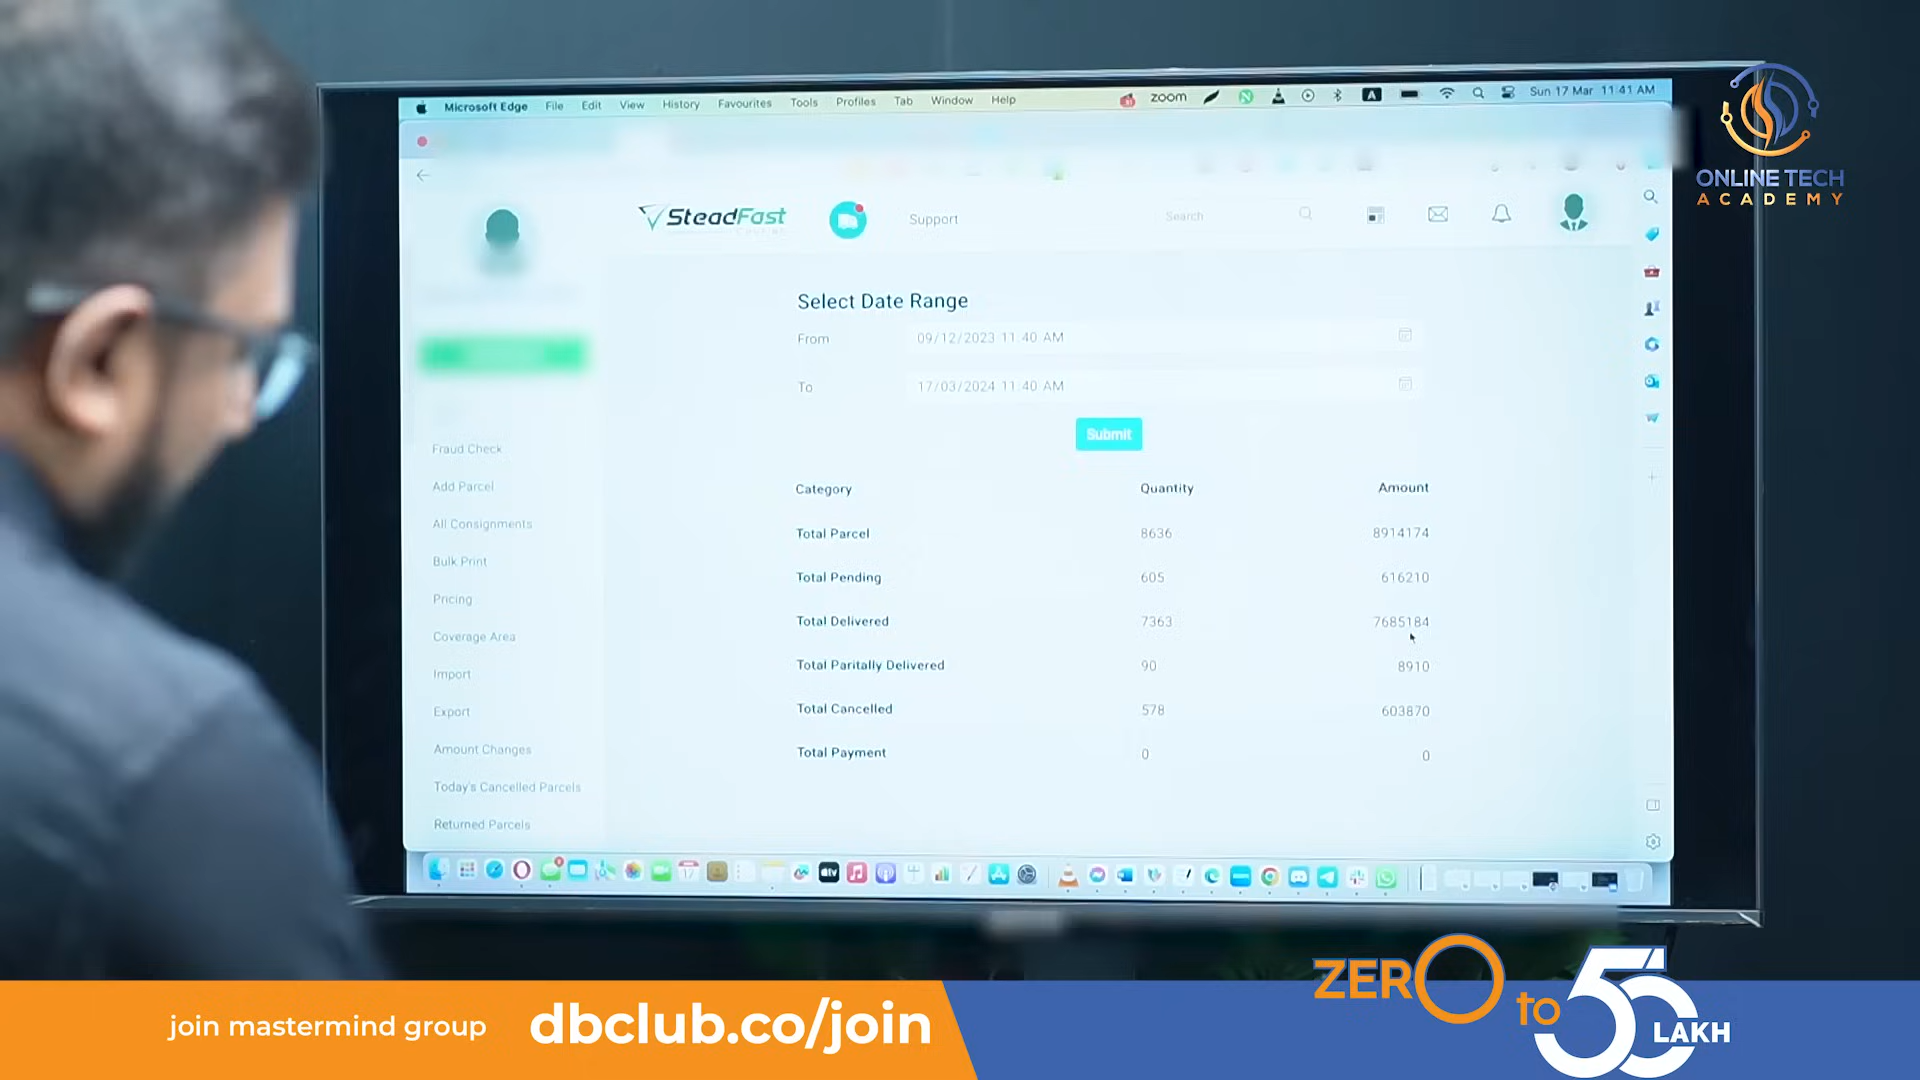 Microsoft Edge File Edit View History Favourites Tools Profiles Tab Window Help zoom A Sun 17 Mar 11:41 AM
ONLINE TECH
ACADEMY
SteadFast
Support
Search
Select Date Range
From 09/12/2023 11:40 AM
To 17/03/2024 11:40 AM
Submit
Fraud Check
Add Parcel
All Consignments
Bulk Print
Pricing
Coverage Area
Import
Export
Amount Changes
Today's Cancelled Parcels
Returned Parcels
Category Quantity Amount
Total Parcel 8636 8914174
Total Pending 605 616210
Total Delivered 7363 7685184
Total Paritally Delivered 90 8910
Total Cancelled 578 603870
Total Payment 0 0
join mastermind group dbclub.co/join
ZERO to 50 LAKH